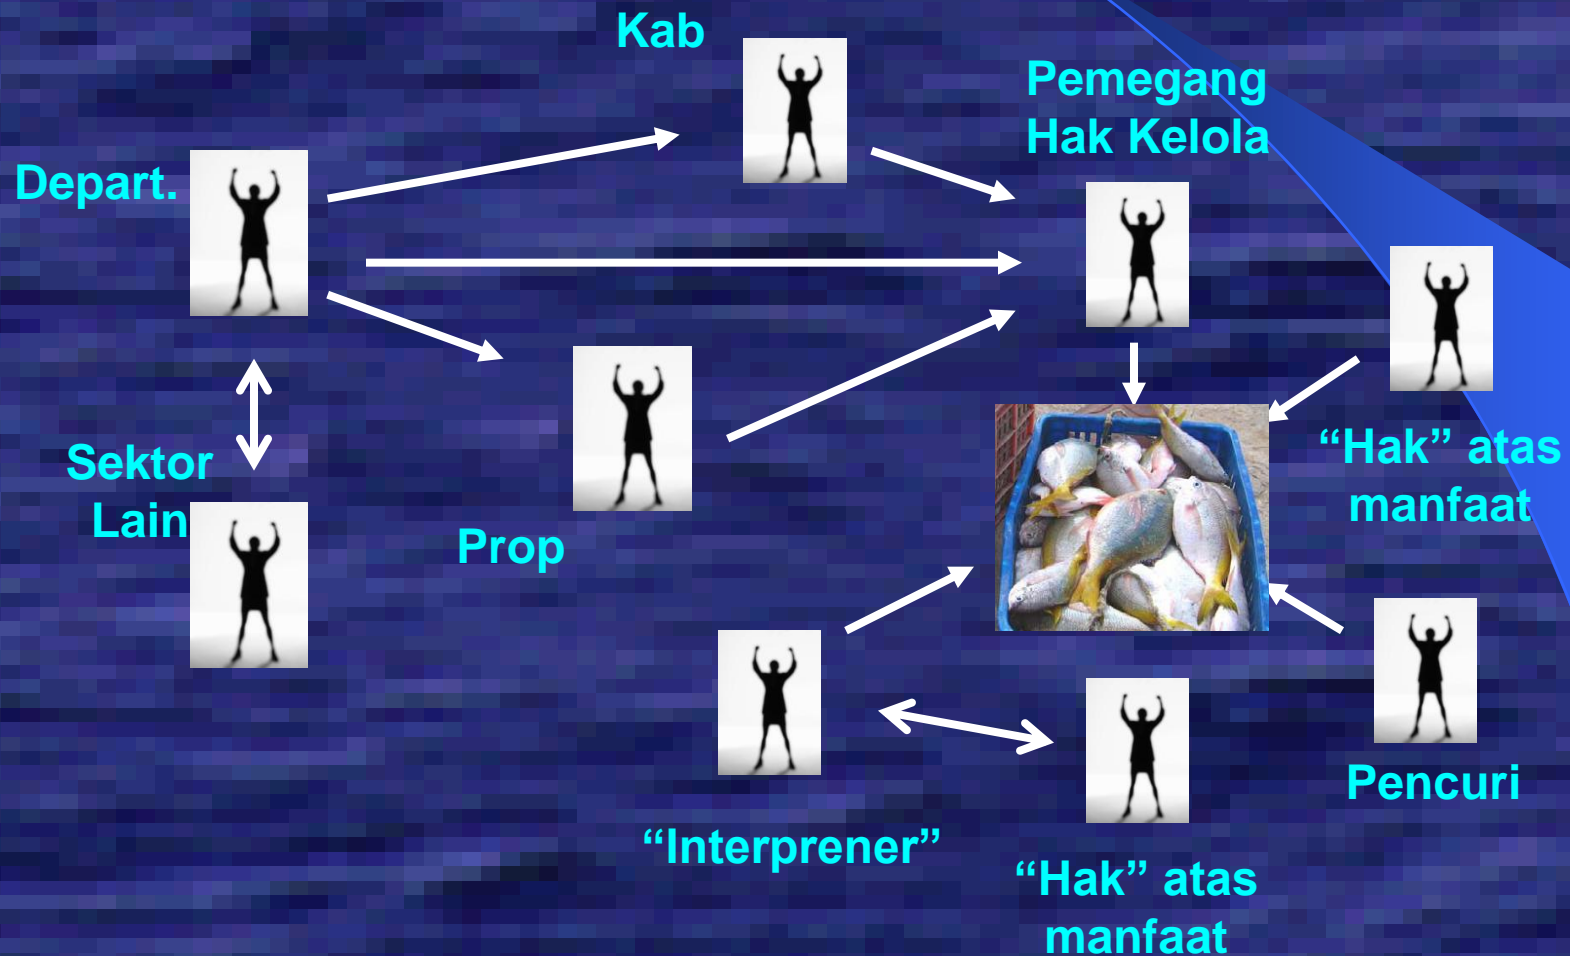 Kab
Pemegang
Hak Kelola
Depart.
“Hak” atas
manfaat
Sektor
Lain
Prop
Pencuri
“Interprener”
“Hak” atas
manfaat